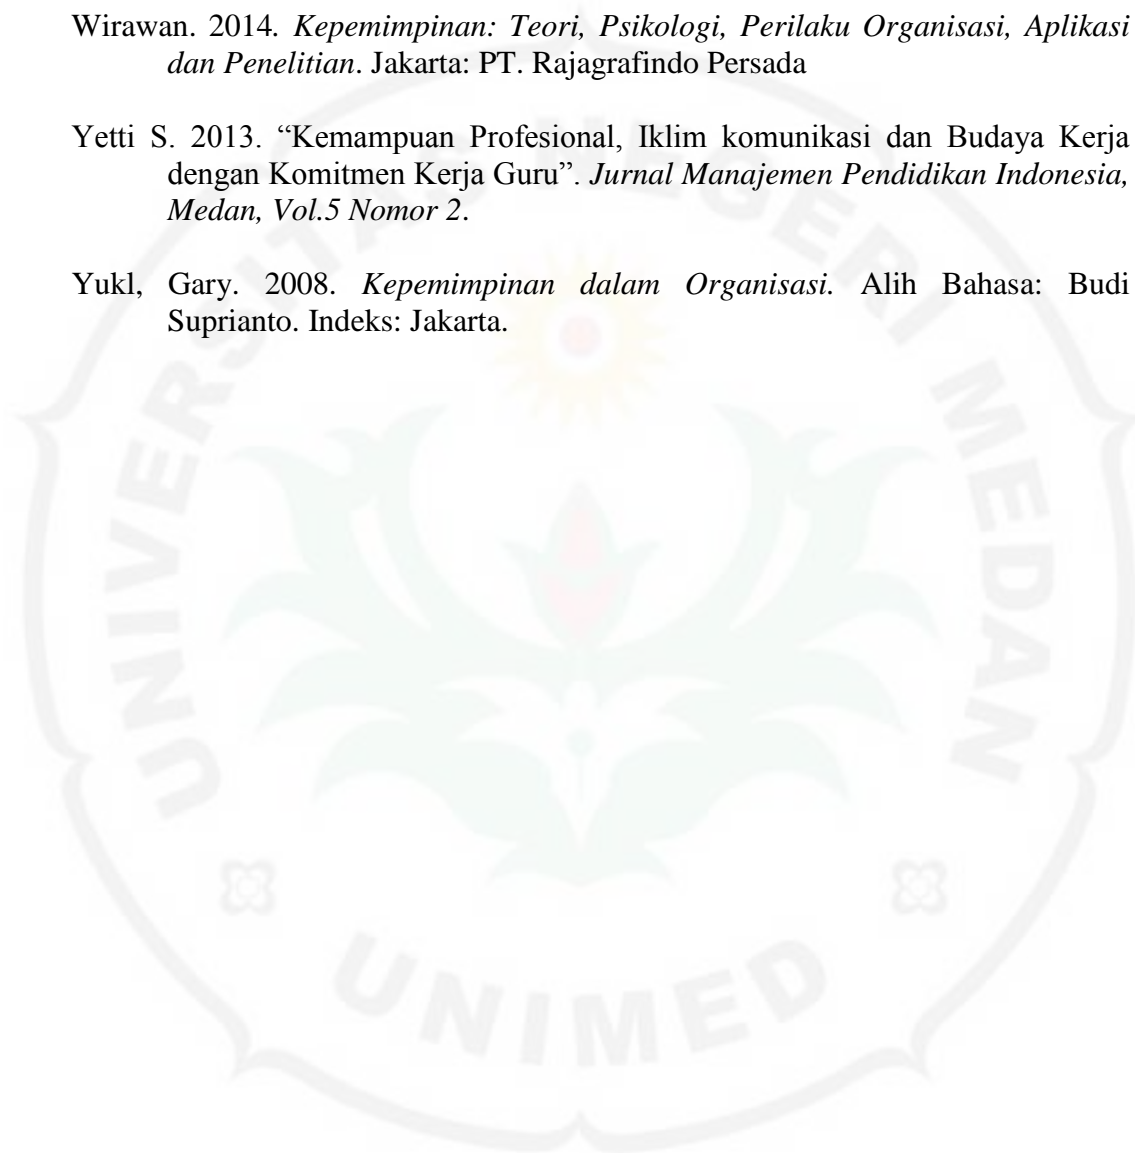 Wirawan. 2014. Kepemimpinan: Teori, Psikologi, Perilaku Organisasi, Aplikasi
dan Penelitian. Jakarta: PT. Rajagrafindo Persada
Yetti S. 2013. “Kemampuan Profesional, Iklim komunikasi dan Budaya Kerja
dengan Komitmen Kerja Guru”. Jurnal Manajemen Pendidikan Indonesia,
Medan, Vol.5 Nomor 2.
Yukl, Gary. 2008. Kepemimpinan dalam Organisasi. Alih Bahasa: Budi
Suprianto. Indeks: Jakarta.
UNIVERSITAS NEGERI MEDAN
UNIMED